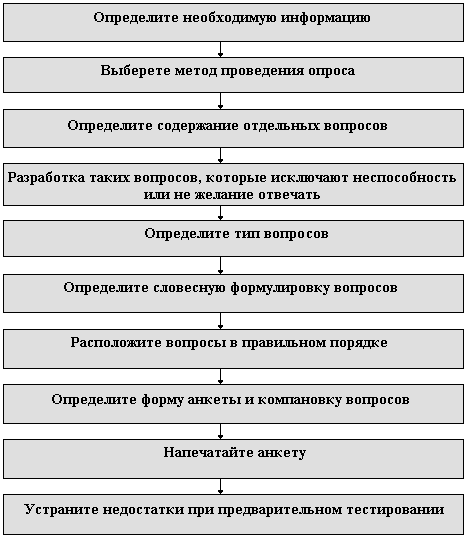 Определите необходимую информацию
Выберете метод проведения опроса
Определите содержание отдельных вопросов
Разработка таких вопросов, которые исключают неспособность
или не желание отвечать
Определите тип вопросов
Определите словесную формулировку вопросов
Расположите вопросы в правильном порядке
Определите форму анкеты и компановку вопросов
Напечатайте анкету
Устраните недостатки при предварительном тестировании